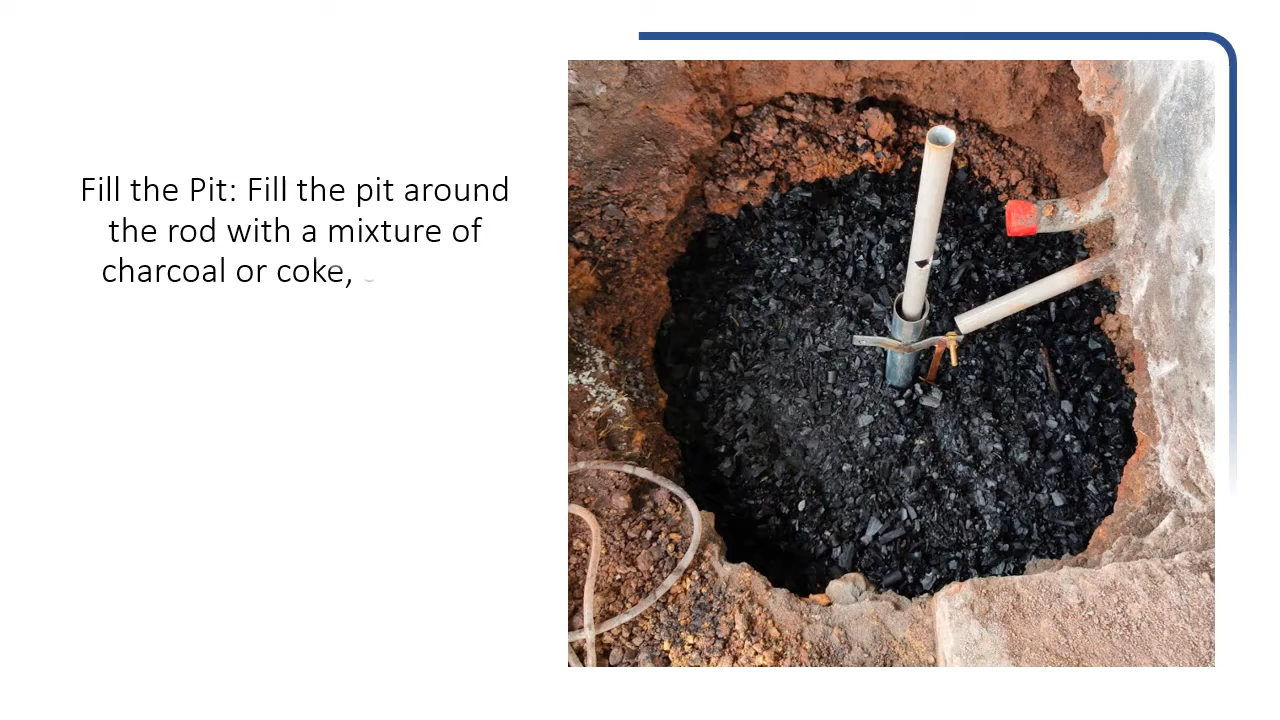 Fill the Pit: Fill the pit around
the rod with a mixture of
charcoal or coke,